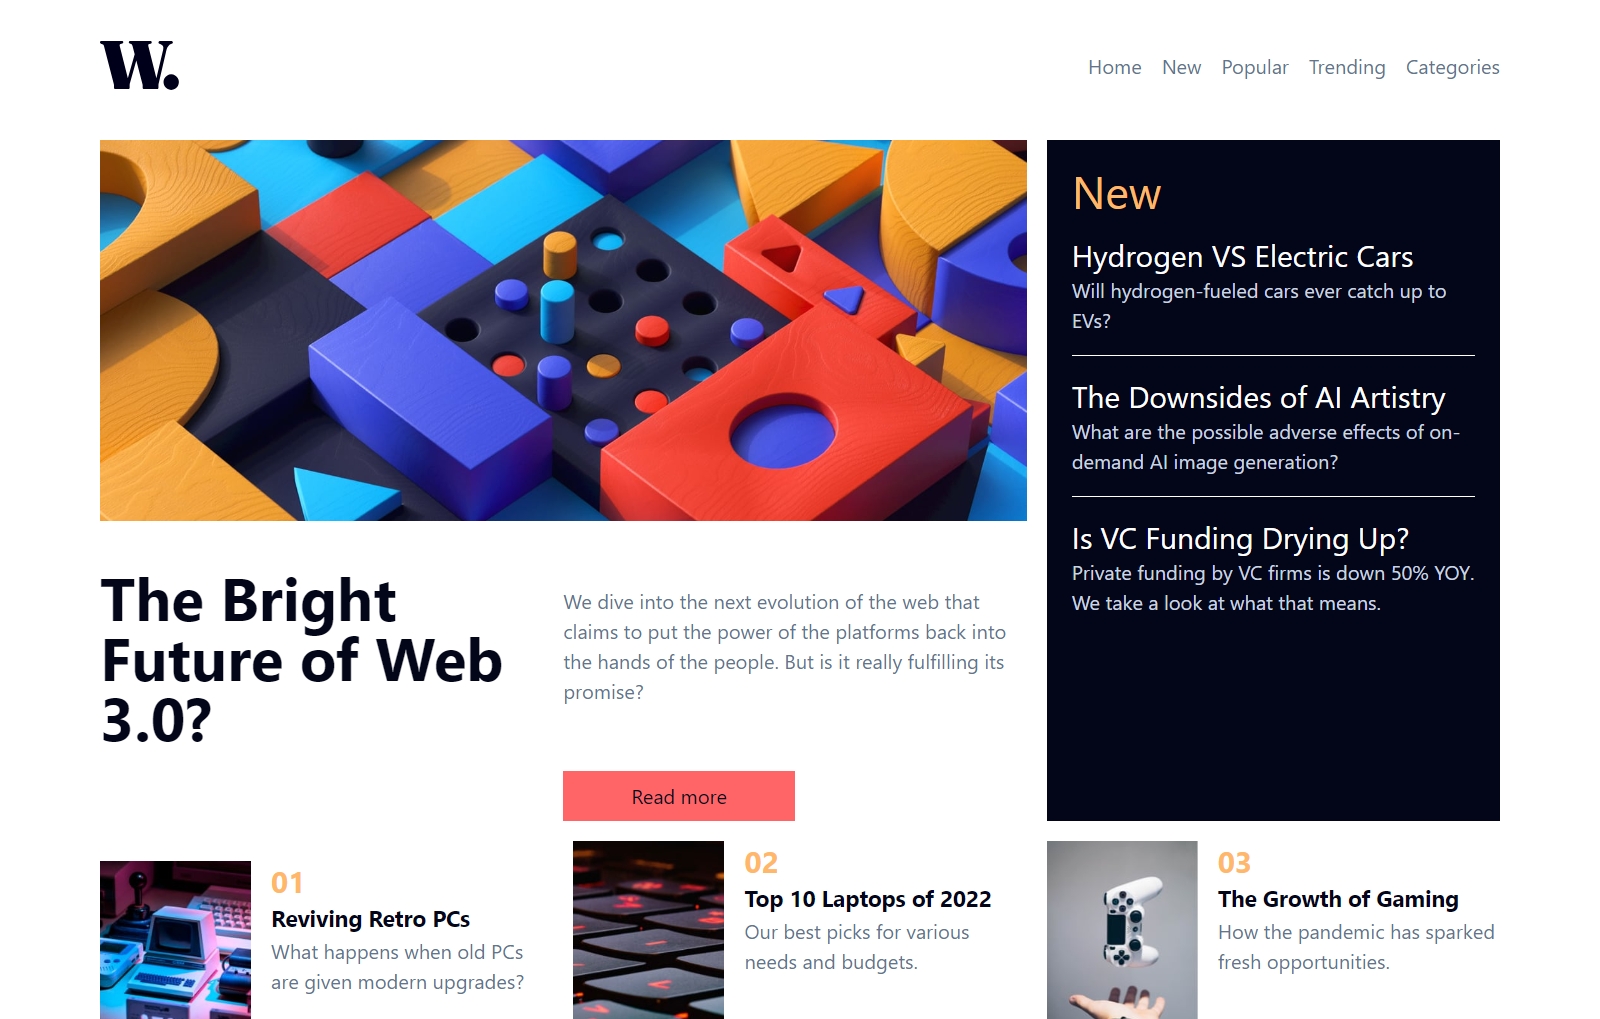 W.
Home New Popular Trending Categories
New
Hydrogen VS Electric Cars
Will hydrogen-fueled cars ever catch up to
EVs?
The Downsides of AI Artistry
What are the possible adverse effects of on-
demand AI image generation?
Is VC Funding Drying Up?
Private funding by VC firms is down 50% YOY.
We take a look at what that means.
The Bright
Future of Web
3.0?
We dive into the next evolution of the web that
claims to put the power of the platforms back into
the hands of the people. But is it really fulfilling its
promise?
Read more
01
Reviving Retro PCs
What happens when old PCs
are given modern upgrades?
02
Top 10 Laptops of 2022
Our best picks for various
needs and budgets.
03
The Growth of Gaming
How the pandemic has sparked
fresh opportunities.